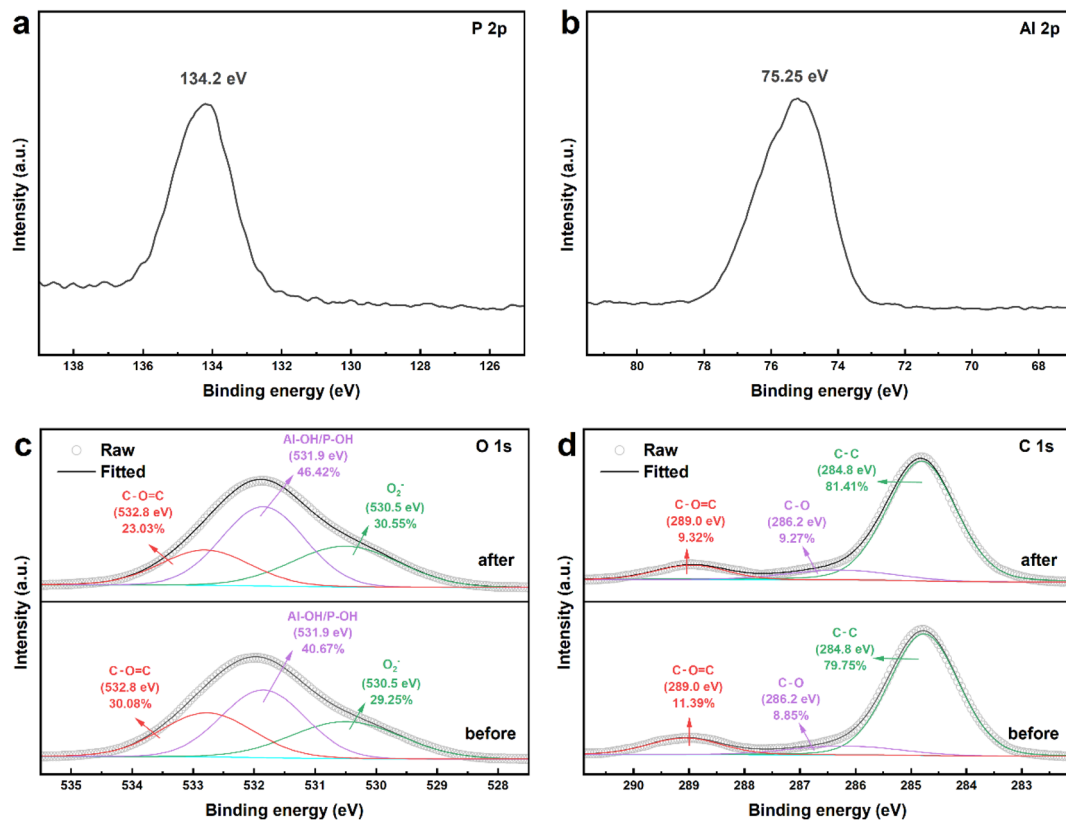 a
P 2p
134.2 eV
Intensity (a.u.)
138 136 134 132 130 128 126
Binding energy (eV)
b
Al 2p
75.25 eV
Intensity (a.u.)
80 78 76 74 72 70 68
Binding energy (eV)
c
O 1s
Raw
Fitted
Al-OH/P-OH
(531.9 eV)
46.42%
C-O=C
(532.8 eV)
23.03%
O₂⁻
(530.5 eV)
30.55%
after
Al-OH/P-OH
(531.9 eV)
40.67%
C-O=C
(532.8 eV)
30.08%
O₂⁻
(530.5 eV)
29.25%
before
Intensity (a.u.)
535 534 533 532 531 530 529 528
Binding energy (eV)
d
C 1s
Raw
Fitted
C-C
(284.8 eV)
81.41%
C-O=C
(289.0 eV)
9.32%
C-O
(286.2 eV)
9.27%
after
C-C
(284.8 eV)
79.75%
C-O=C
(289.0 eV)
11.39%
C-O
(286.2 eV)
8.85%
before
Intensity (a.u.)
290 289 288 287 286 285 284 283
Binding energy (eV)